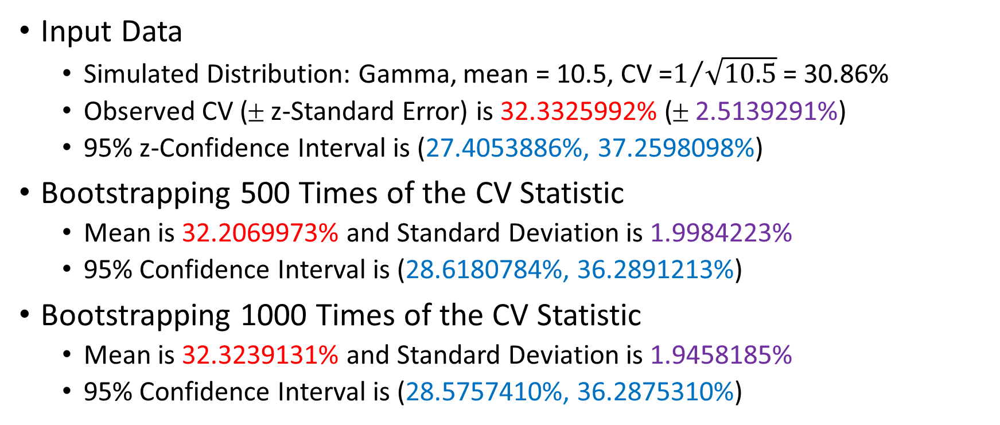 • Input Data
• Simulated Distribution: Gamma, mean = 10.5, CV =1/√10.5 = 30.86%
• Observed CV (± z-Standard Error) is 32.3325992% (± 2.5139291%)
• 95% z-Confidence Interval is (27.4053886%, 37.2598098%)
• Bootstrapping 500 Times of the CV Statistic
• Mean is 32.2069973% and Standard Deviation is 1.9984223%
• 95% Confidence Interval is (28.6180784%, 36.2891213%)
• Bootstrapping 1000 Times of the CV Statistic
• Mean is 32.3239131% and Standard Deviation is 1.9458185%
• 95% Confidence Interval is (28.5757410%, 36.2875310%)